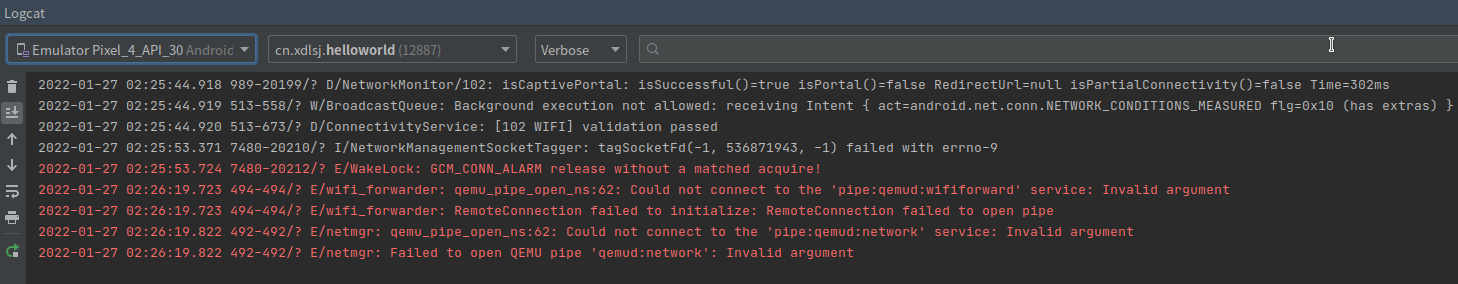 Logcat
Emulator Pixel_4_API_30 Android
cn.xdlsj.helloworld (12887)
Verbose
2022-01-27 02:25:44.918 989-20199/? D/NetworkMonitor/102: isCaptivePortal: isSuccessful()=true isPortal()=false RedirectUrl=null isPartialConnectivity()=false Time=302ms
2022-01-27 02:25:44.919 513-558/? W/BroadcastQueue: Background execution not allowed: receiving Intent { act=android.net.conn.NETWORK_CONDITIONS_MEASURED flg=0x10 (has extras) }
2022-01-27 02:25:44.920 513-673/? D/ConnectivityService: [102 WIFI] validation passed
2022-01-27 02:25:53.371 7480-20210/? I/NetworkManagementSocketTagger: tagSocketFd(-1, 536871943, -1) failed with errno-9
2022-01-27 02:25:53.724 7480-20212/? E/WakeLock: GCM_CONN_ALARM release without a matched acquire!
2022-01-27 02:26:19.723 494-494/? E/wifi_forwarder: qemu_pipe_open_ns:62: Could not connect to the 'pipe:qemud:wififorward' service: Invalid argument
2022-01-27 02:26:19.723 494-494/? E/wifi_forwarder: RemoteConnection failed to initialize: RemoteConnection failed to open pipe
2022-01-27 02:26:19.822 492-492/? E/netmgr: qemu_pipe_open_ns:62: Could not connect to the 'pipe:qemud:network' service: Invalid argument
2022-01-27 02:26:19.822 492-492/? E/netmgr: Failed to open QEMU pipe 'qemud:network': Invalid argument